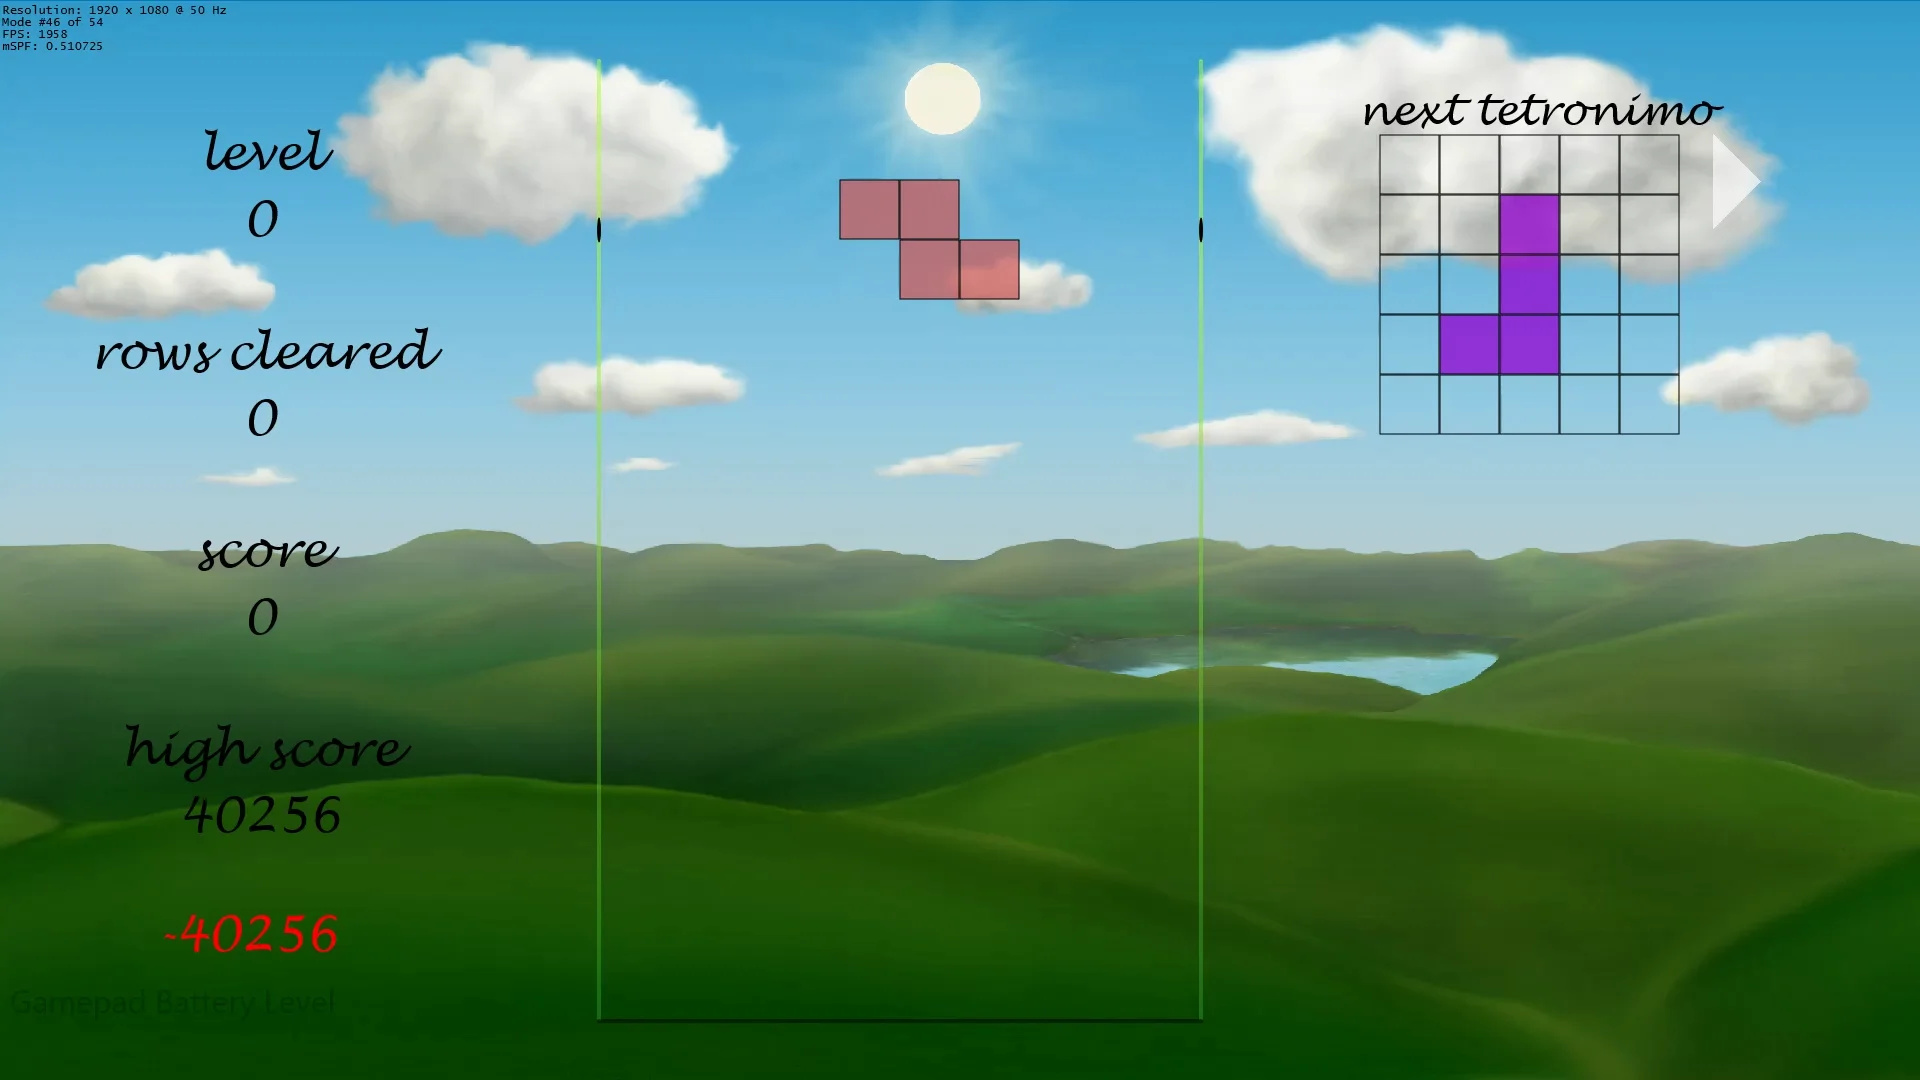 Resolution: 1920 x 1080 @ 50 Hz
Mode #46 of 54
FPS: 1958
mSPF: 0.510725
level
0
rows cleared
0
score
0
high score
40256
-40256
Gamepad Battery Level
next tetronimo